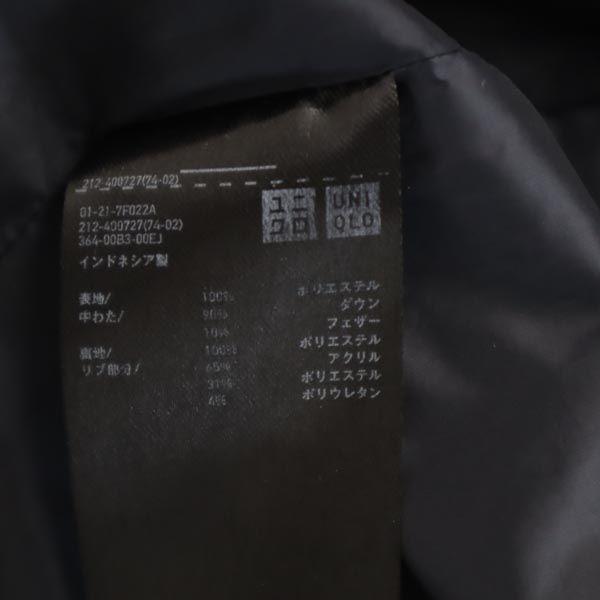 212-400727(74-02)
01-21-7F022A
212-400727(74-02)
364-00B3-00EJ
インドネシア製
ユニクロ
UNIQLO
表地/ 100% ポリエステル
中わた/ 90% ダウン
10% フェザー
裏地/ 100% ポリエステル
リブ部分/ 65% アクリル
31% ポリエステル
4% ポリウレタン